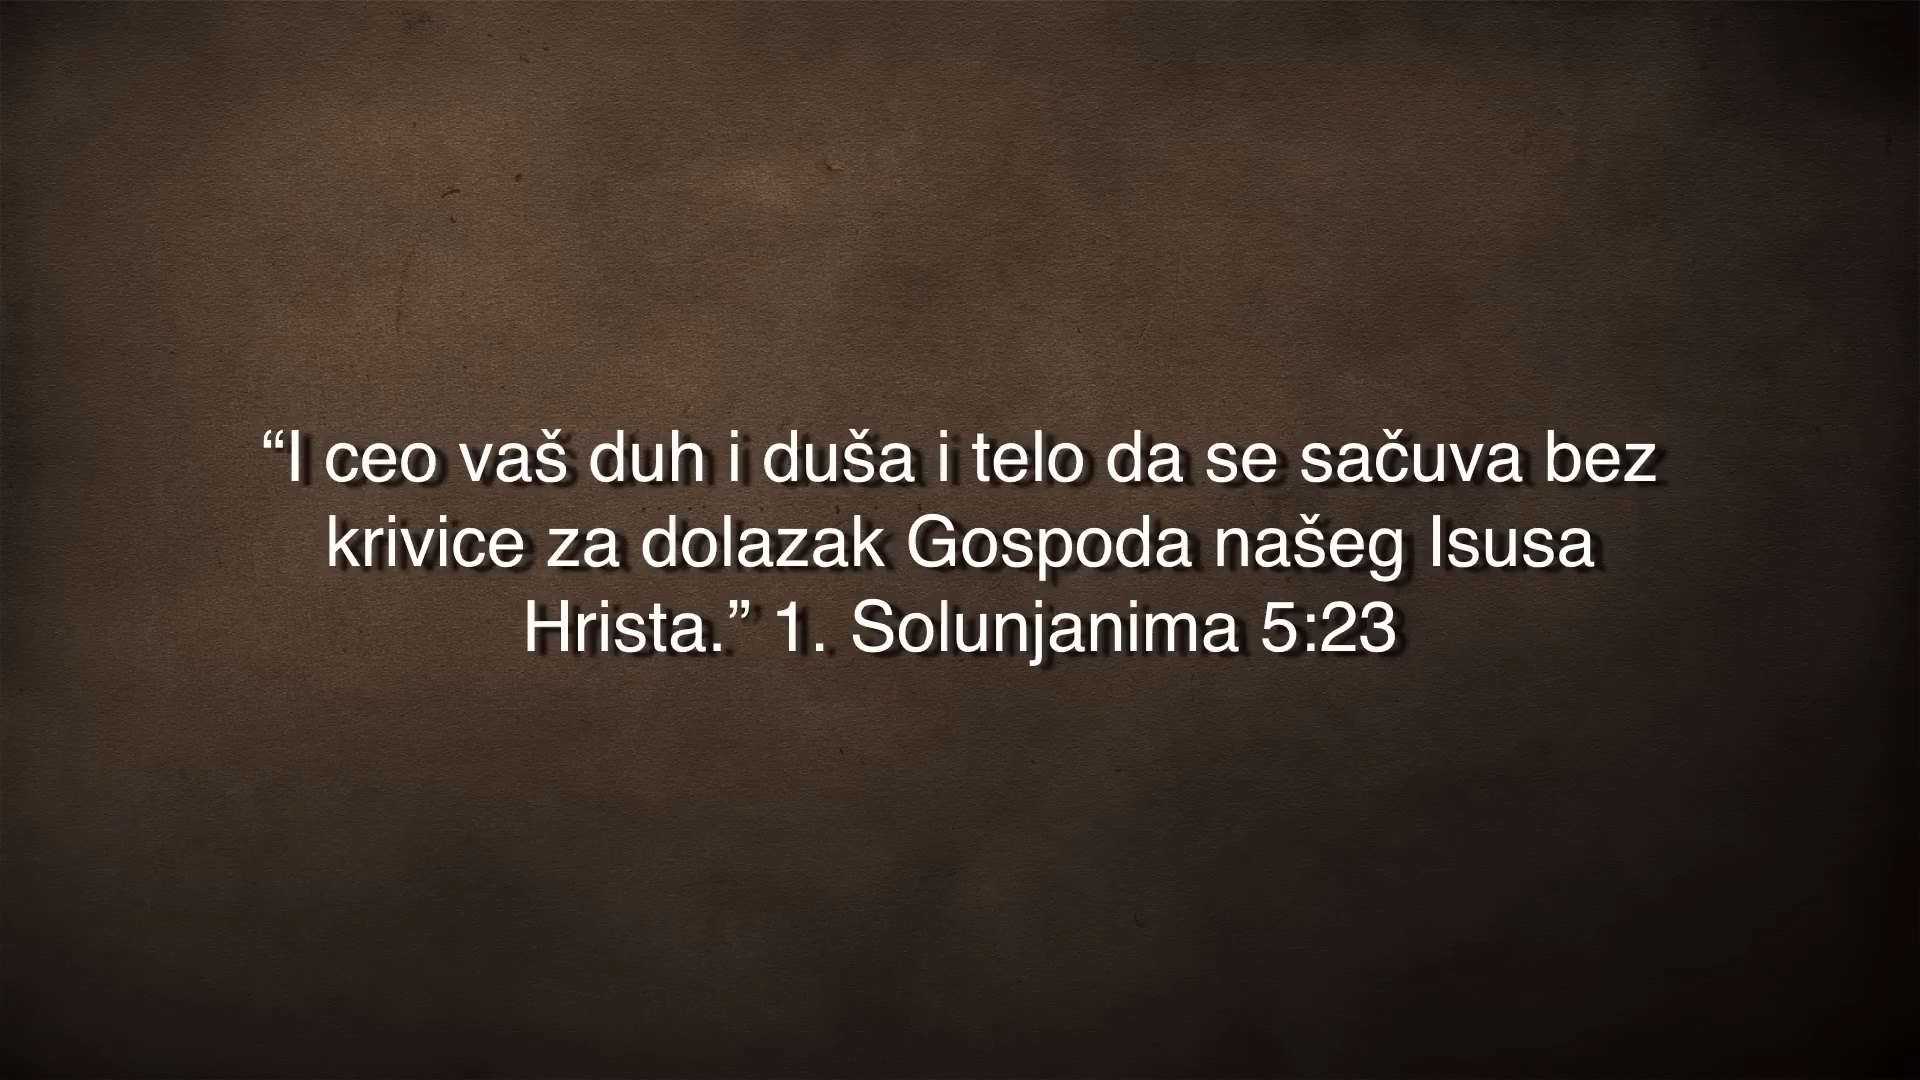 “I ceo vaš duh i duša i telo da se sačuva bez
krivice za dolazak Gospoda našeg Isusa
Hrista.” 1. Solunjanima 5:23